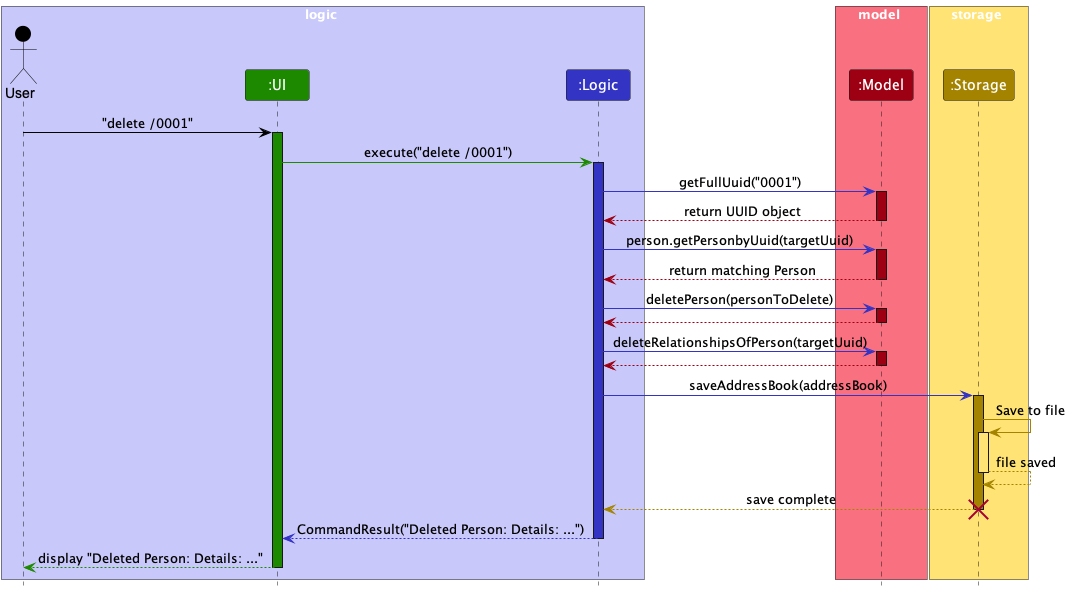 logic
model
storage
User
:UI
:Logic
:Model
:Storage
"delete /0001"
execute("delete /0001")
getFullUuid("0001")
return UUID object
person.getPersonbyUuid(targetUuid)
return matching Person
deletePerson(personToDelete)
deleteRelationshipsOfPerson(targetUuid)
saveAddressBook(addressBook)
Save to file
file saved
save complete
CommandResult("Deleted Person: Details: ...")
display "Deleted Person: Details: ..."